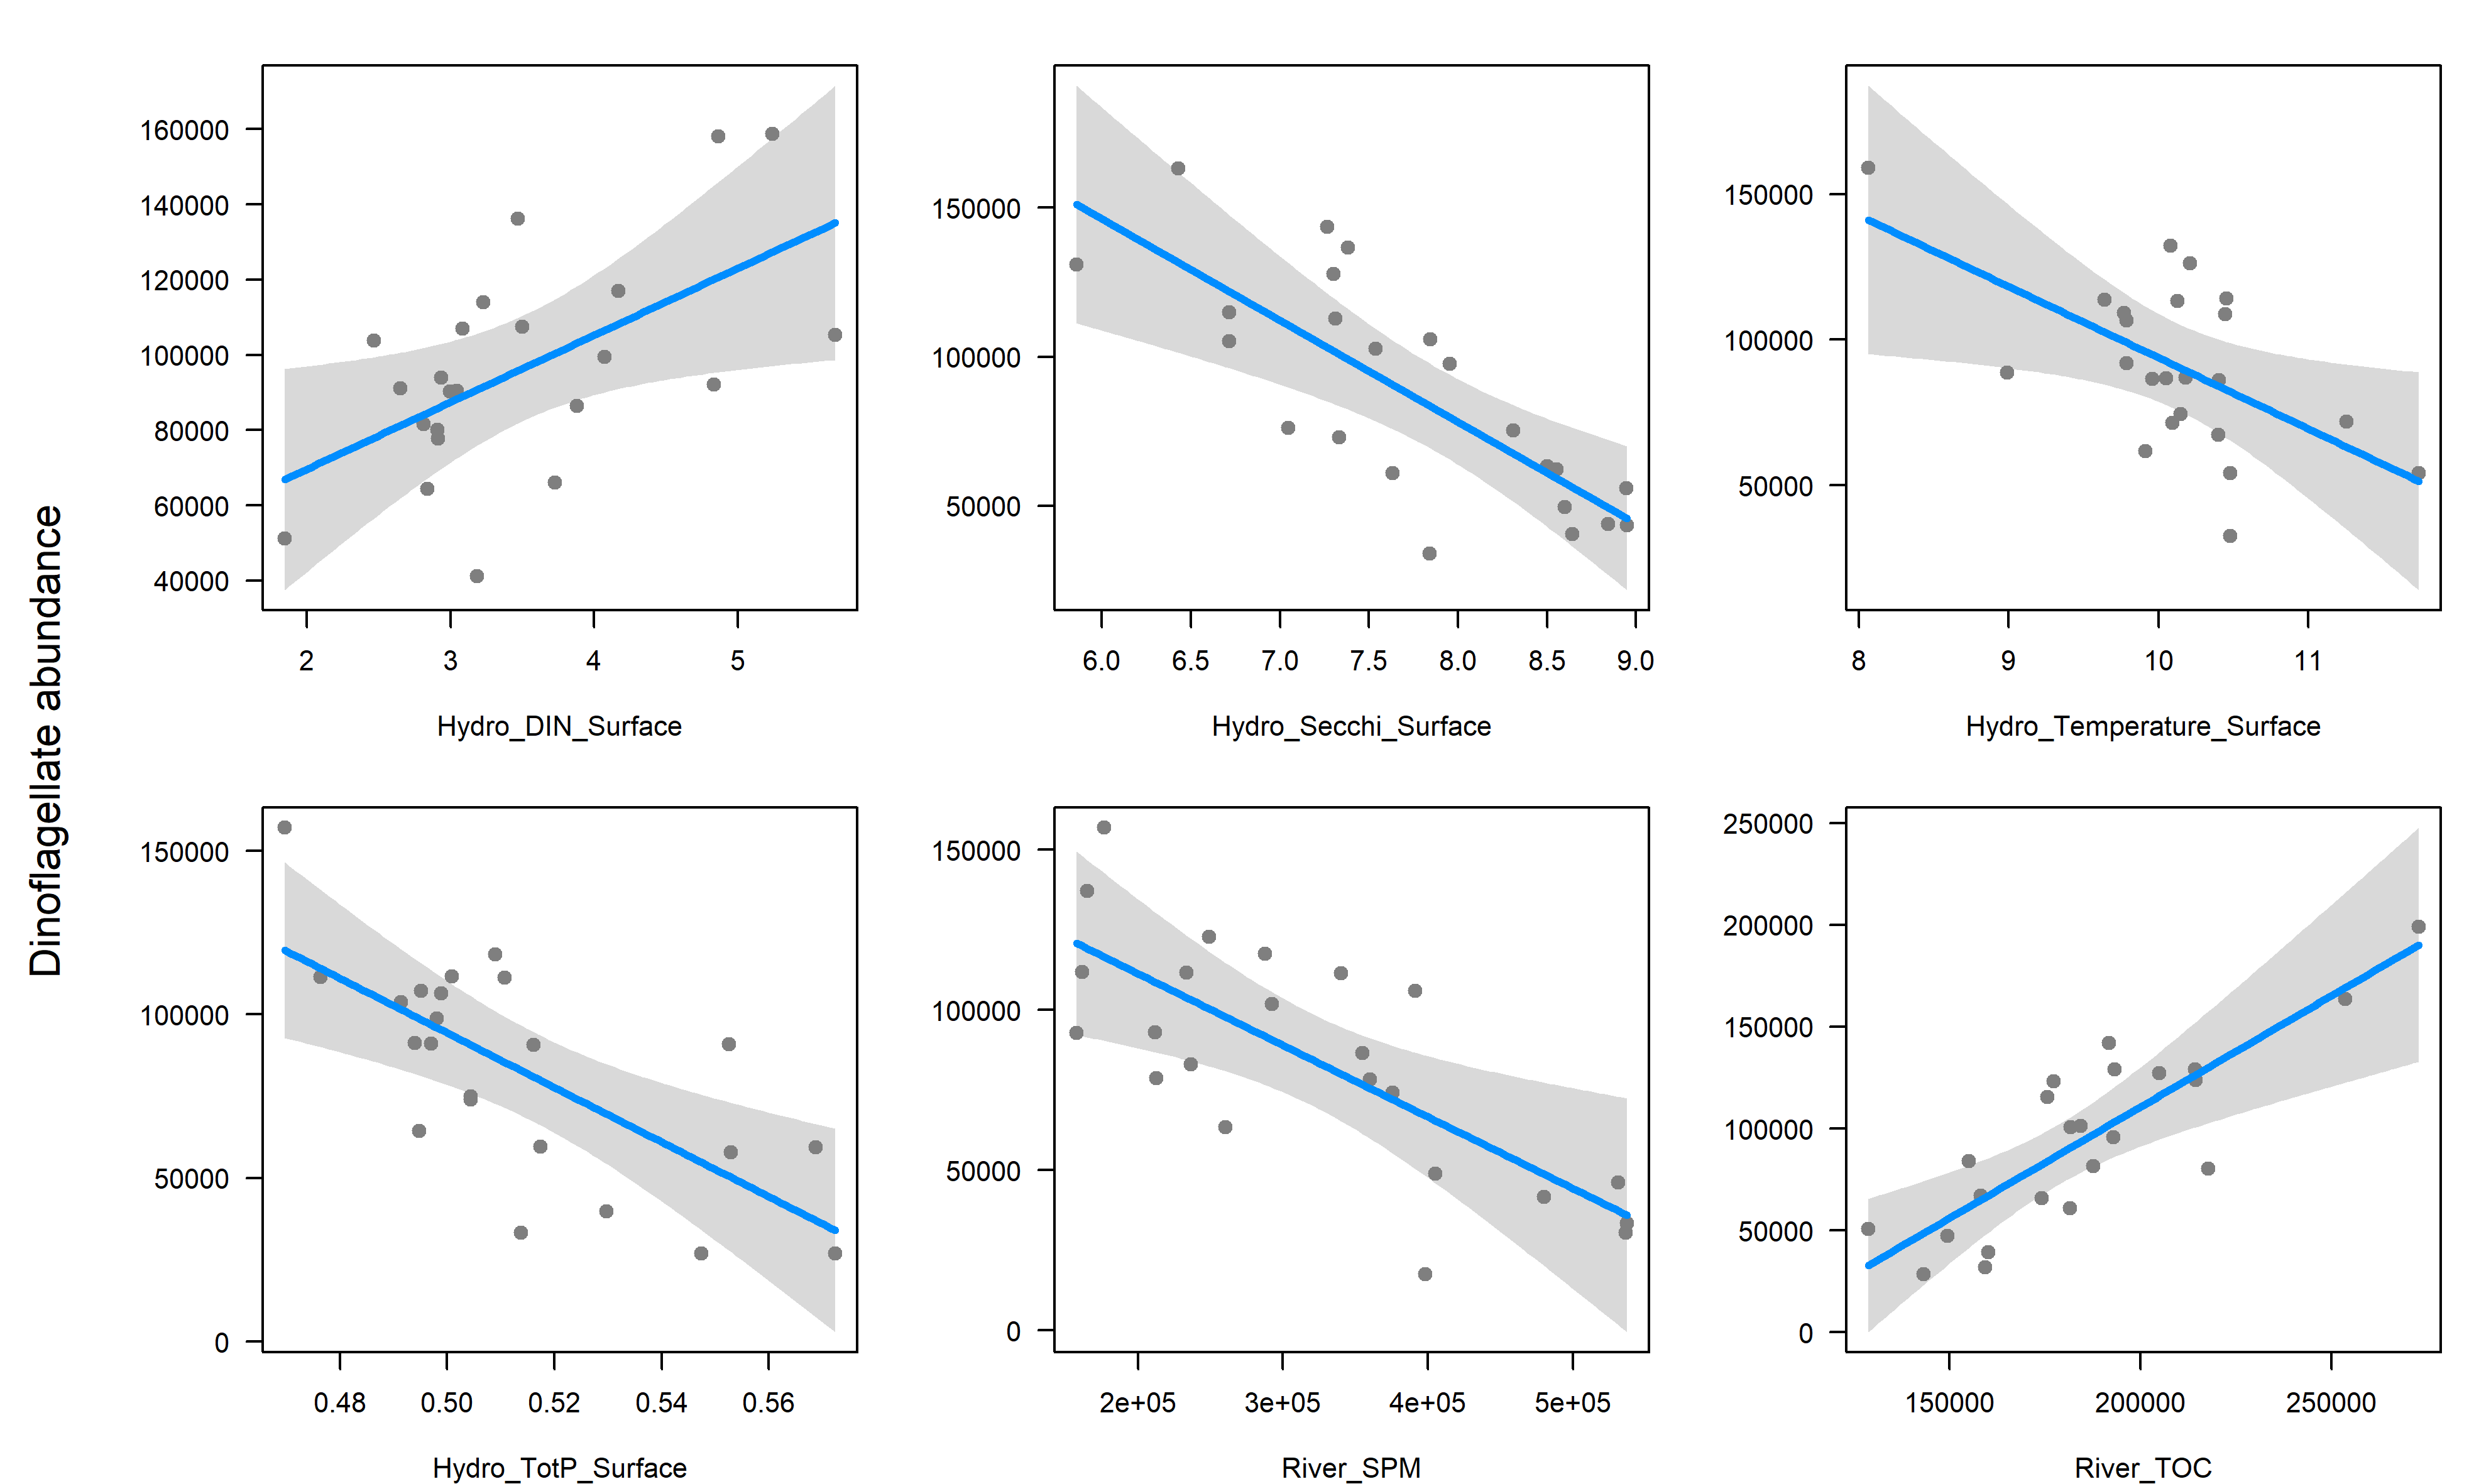 Dinoflagellate abundance
160000
140000
120000
100000
80000
60000
40000
2 3 4 5
Hydro_DIN_Surface
150000
100000
50000
6.0 6.5 7.0 7.5 8.0 8.5 9.0
Hydro_Secchi_Surface
150000
100000
50000
8 9 10 11
Hydro_Temperature_Surface
150000
100000
50000
0
0.48 0.50 0.52 0.54 0.56
Hydro_TotP_Surface
150000
100000
50000
0
2e+05 3e+05 4e+05 5e+05
River_SPM
250000
200000
150000
100000
50000
0
150000 200000 250000
River_TOC